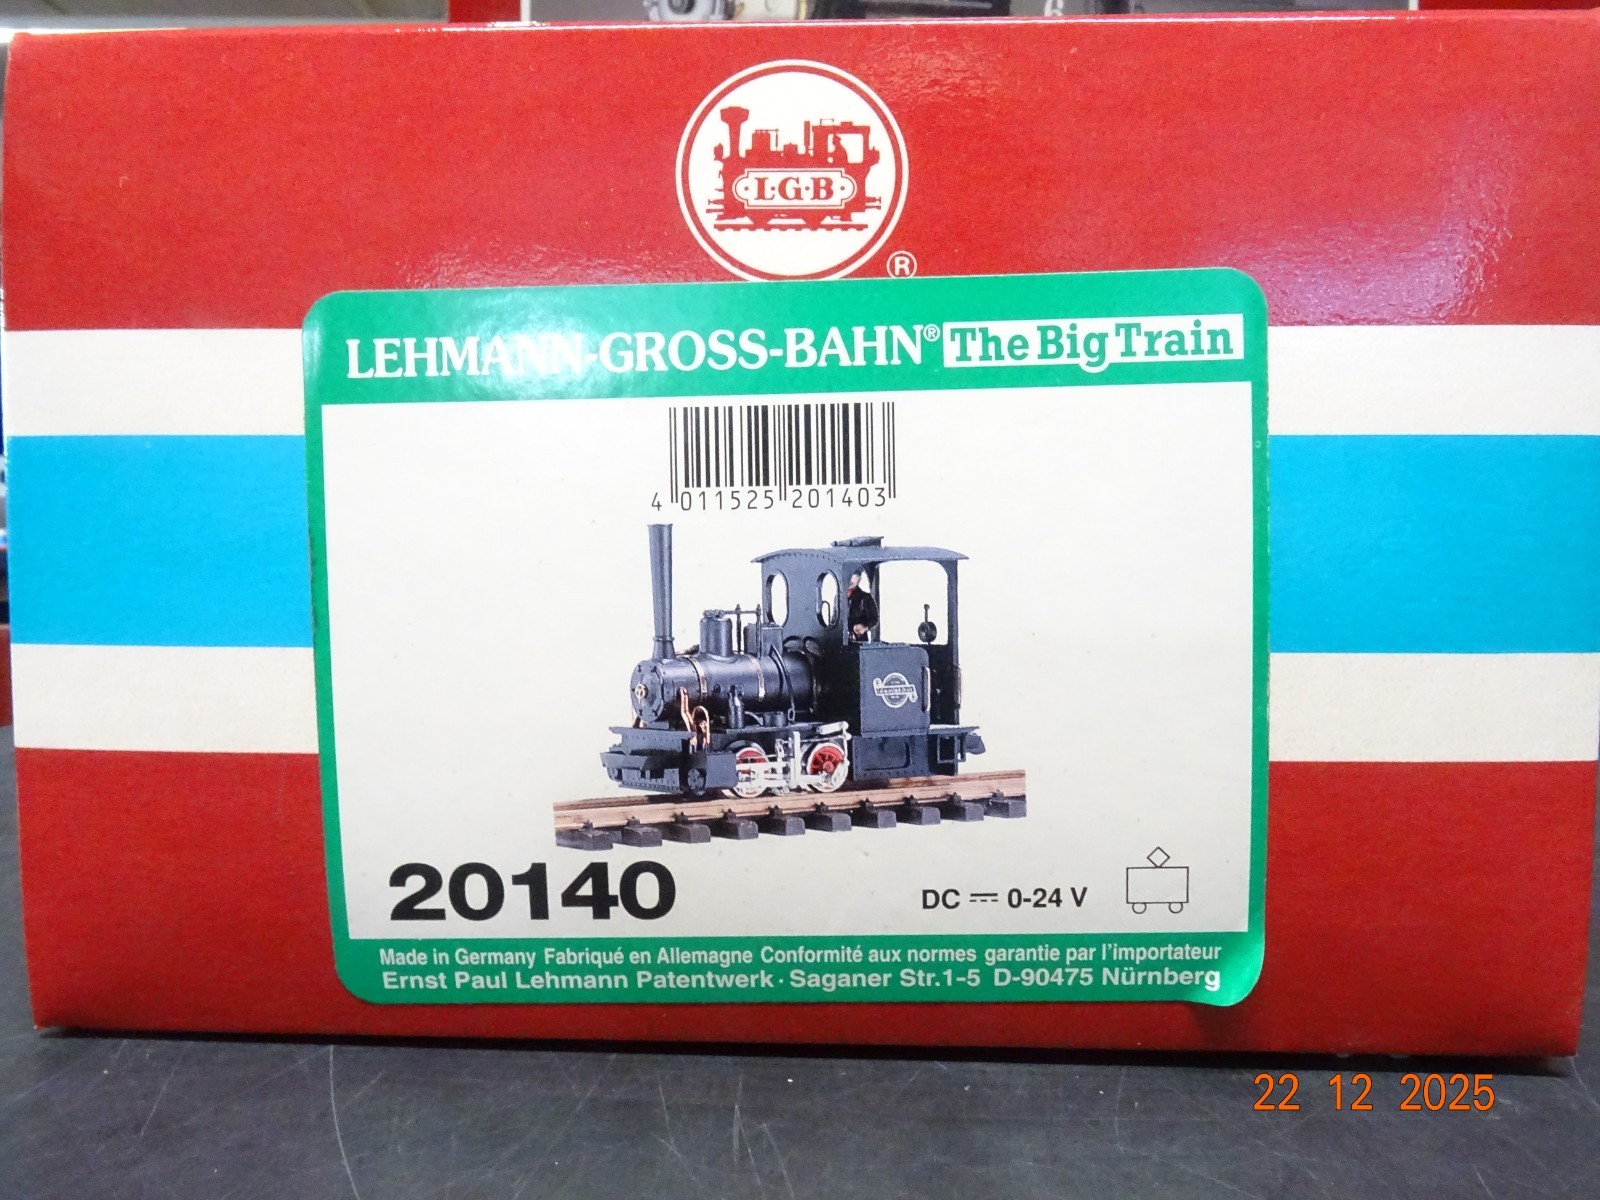 L·G·B
®
LEHMANN-GROSS-BAHN® The Big Train
4 011525 201403
20140
DC 0-24 V
Made in Germany Fabriqué en Allemagne Conformité aux normes garantie par l'importateur
Ernst Paul Lehmann Patentwerk · Saganer Str.1-5 D-90475 Nürnberg
22 12 2025